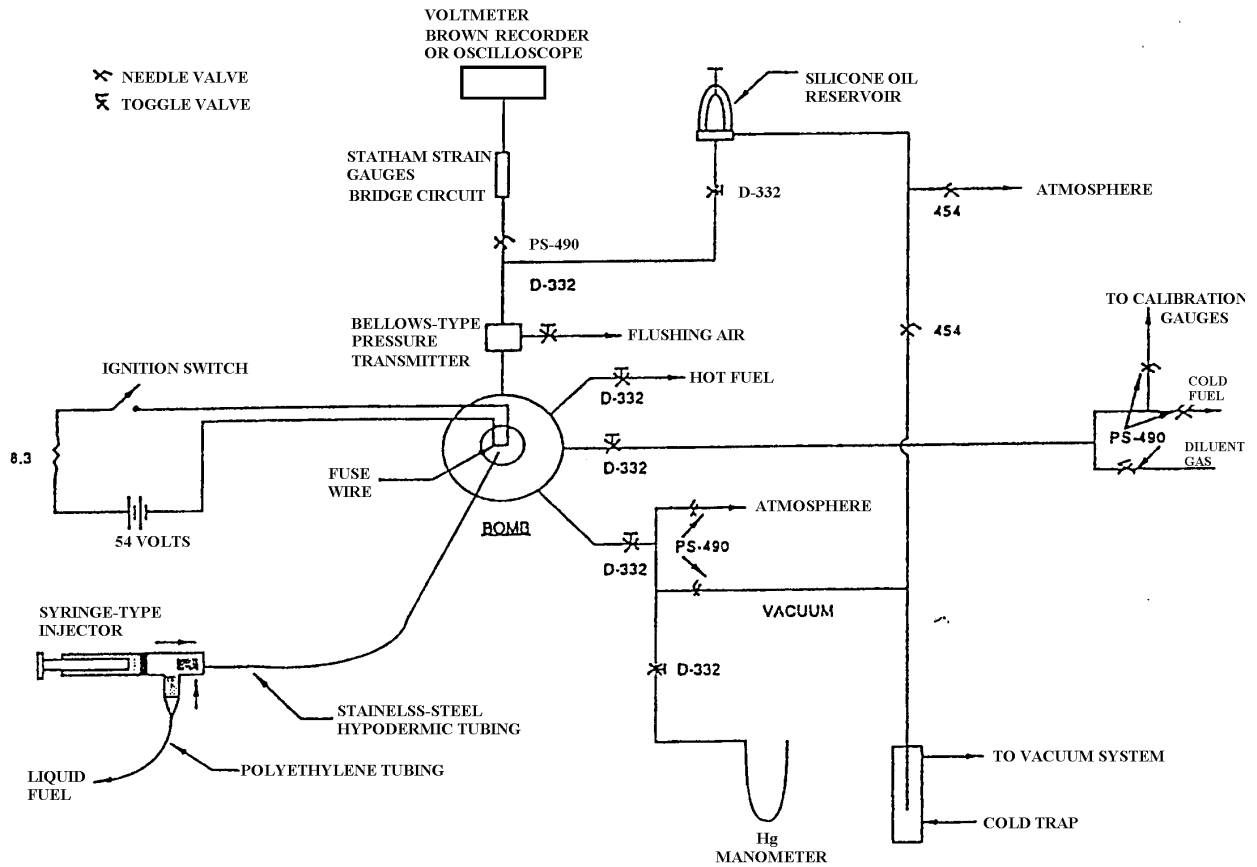 VOLTMETER
BROWN RECORDER
OR OSCILLOSCOPE
NEEDLE VALVE
TOGGLE VALVE
SILICONE OIL
RESERVOIR
STATHAM STRAIN
GAUGES
BRIDGE CIRCUIT
D-332
ATMOSPHERE
454
PS-490
D-332
TO CALIBRATION
GAUGES
BELLOWS-TYPE
PRESSURE
TRANSMITTER
FLUSHING AIR
454
IGNITION SWITCH
HOT FUEL
D-332
COLD
FUEL
PS-490
DILUENT
GAS
8.3
FUSE
WIRE
D-332
BOMB
ATMOSPHERE
54 VOLTS
D-332
PS-490
VACUUM
SYRINGE-TYPE
INJECTOR
D-332
STAINELSS-STEEL
HYPODERMIC TUBING
POLYETHYLENE TUBING
LIQUID
FUEL
TO VACUUM SYSTEM
COLD TRAP
Hg
MANOMETER